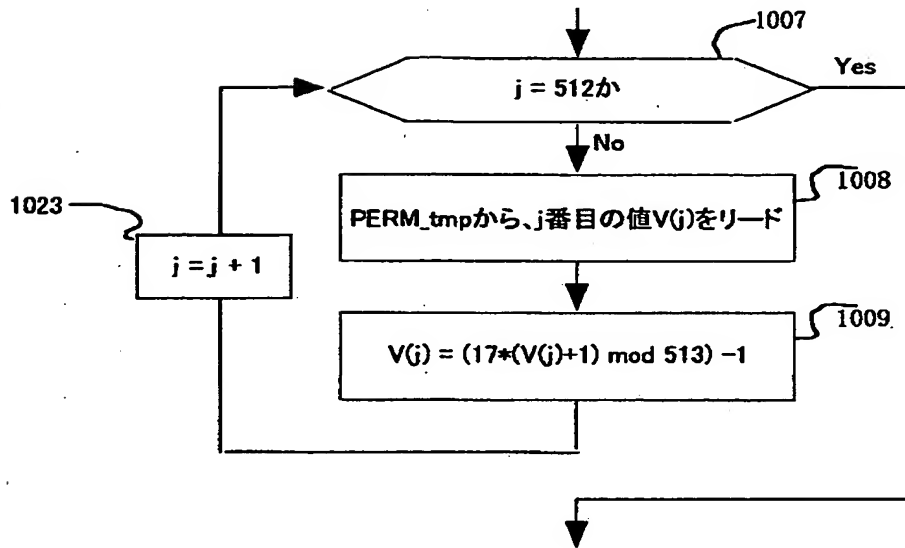 1007
j = 512か
Yes
No
1008
PERM_tmpから、j番目の値V(j)をリード
1023
j = j + 1
1009
V(j) = (17*(V(j)+1) mod 513) −1